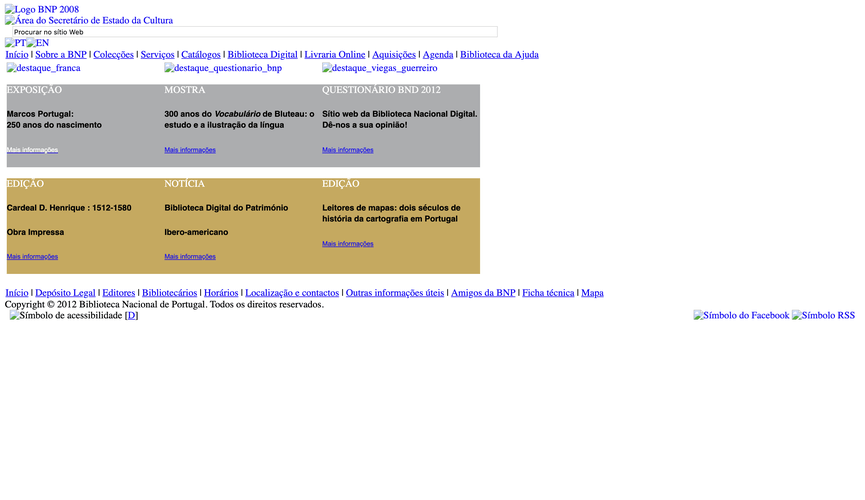 Logo BNP 2008
Área do Secretário de Estado da Cultura
Procurar no sítio Web
PT EN
Início | Sobre a BNP | Colecções | Serviços | Catálogos | Biblioteca Digital | Livraria Online | Aquisições | Agenda | Biblioteca da Ajuda
destaque_franca destaque_questionario_bnp destaque_viegas_guerreiro
EXPOSIÇÃO
Marcos Portugal:
250 anos do nascimento
Mais informações
MOSTRA
300 anos do Vocabulário de Bluteau: o
estudo e a ilustração da língua
Mais informações
QUESTIONÁRIO BND 2012
Sítio web da Biblioteca Nacional Digital.
Dê-nos a sua opinião!
Mais informações
EDIÇÃO
Cardeal D. Henrique : 1512-1580
Obra Impressa
Mais informações
NOTÍCIA
Biblioteca Digital do Património
Ibero-americano
Mais informações
EDIÇÃO
Leitores de mapas: dois séculos de
história da cartografia em Portugal
Mais informações
Início | Depósito Legal | Editores | Bibliotecários | Horários | Localização e contactos | Outras informações úteis | Amigos da BNP | Ficha técnica | Mapa
Copyright © 2012 Biblioteca Nacional de Portugal. Todos os direitos reservados.
Símbolo de acessibilidade [D] Símbolo do Facebook Símbolo RSS